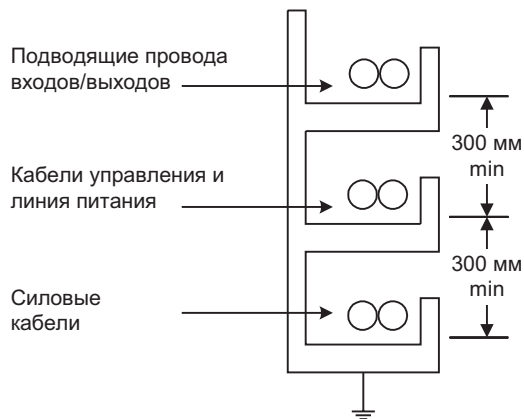 Подводящие провода
входов/выходов
300 мм
min
Кабели управления и
линия питания
300 мм
min
Силовые
кабели